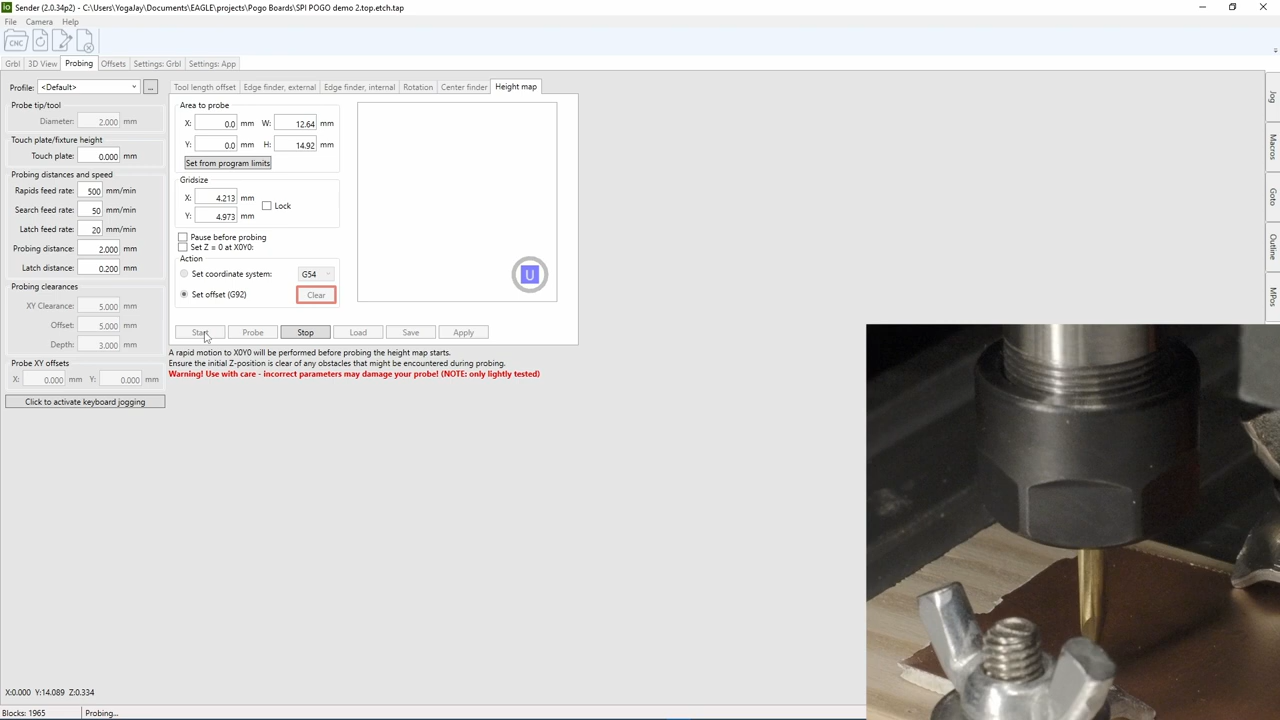 Sender (2.0.34p2) - C:\Users\YogaJay\Documents\EAGLE\projects\Pogo Boards\SPI POGO demo 2.top.etch.tap
File Camera Help
CNC
Grbl 3D View Probing Offsets Settings: Grbl Settings: App
Profile: <Default> ...
Probe tip/tool
Diameter: 2.000 mm
Touch plate/fixture height
Touch plate: 0.000 mm
Probing distances and speed
Rapids feed rate: 500 mm/min
Search feed rate: 50 mm/min
Latch feed rate: 20 mm/min
Probing distance: 2.000 mm
Latch distance: 0.200 mm
Probing clearances
XY Clearance: 5.000 mm
Offset: 5.000 mm
Depth: 3.000 mm
Probe XY offsets
X: 0.000 mm Y: 0.000 mm
Click to activate keyboard jogging
Tool length offset Edge finder, external Edge finder, internal Rotation Center finder Height map
Area to probe
X: 0.0 mm W: 12.64 mm
Y: 0.0 mm H: 14.92 mm
Set from program limits
Gridsize
X: 4.213 mm
Lock
Y: 4.973 mm
Pause before probing
Set Z = 0 at X0Y0:
Action
Set coordinate system: G54
Set offset (G92) Clear
U
Start Probe Stop Load Save Apply
A rapid motion to X0Y0 will be performed before probing the height map starts.
Ensure the initial Z-position is clear of any obstacles that might be encountered during probing.
Warning! Use with care - incorrect parameters may damage your probe! (NOTE: only lightly tested)
Jog
Macros
Goto
Outline
MPos
X:0.000 Y:14.089 Z:0.334
Blocks: 1965 Probing...